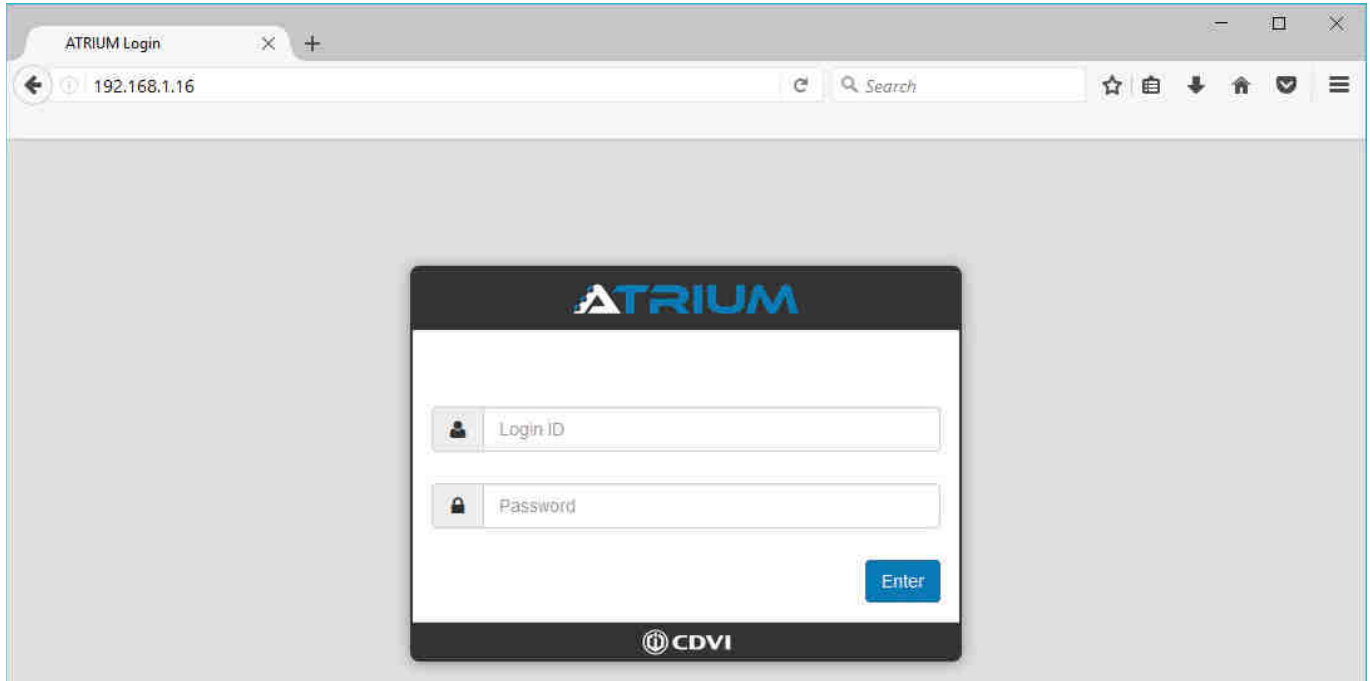 ATRIUM Login
192.168.1.16 Search
ATRIUM
Login ID
Password
Enter
CDVI